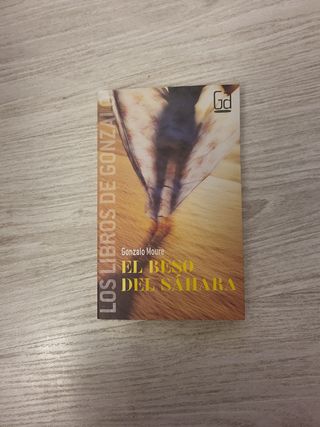 Gd
LOS LIBROS DE GONZALO
Gonzalo Moure
EL BESO
DEL SÁHARA